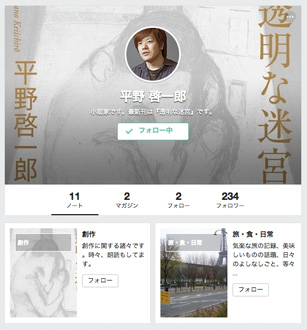 ano Keiichirō
平野啓一郎
透明な迷宮
平野 啓一郎
小説家です。最新刊は『透明な迷宮』です。
フォロー中
11
ノート
2
マガジン
2
フォロー
234
フォロワー
創作
創作
創作に関する諸々です
。時々、朗読もしてま
す。
フォロー
旅・食・日常
旅・食・日常
気楽な旅の記録、美味
しいものの話題、日々
のよしなしごと、等々
...
フォロー